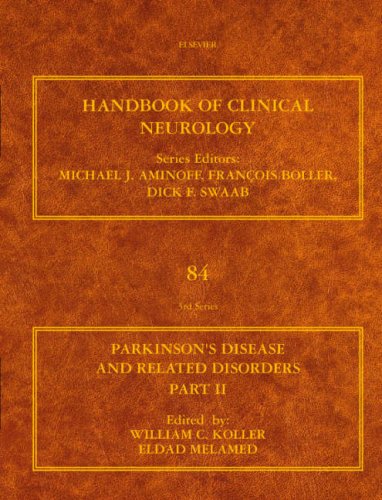 ELSEVIER
HANDBOOK OF CLINICAL
NEUROLOGY
Series Editors:
MICHAEL J. AMINOFF, FRANÇOIS BOLLER,
DICK F. SWAAB
84
3rd Series
PARKINSON'S DISEASE
AND RELATED DISORDERS
PART II
Edited by:
WILLIAM C. KOLLER
ELDAD MELAMED